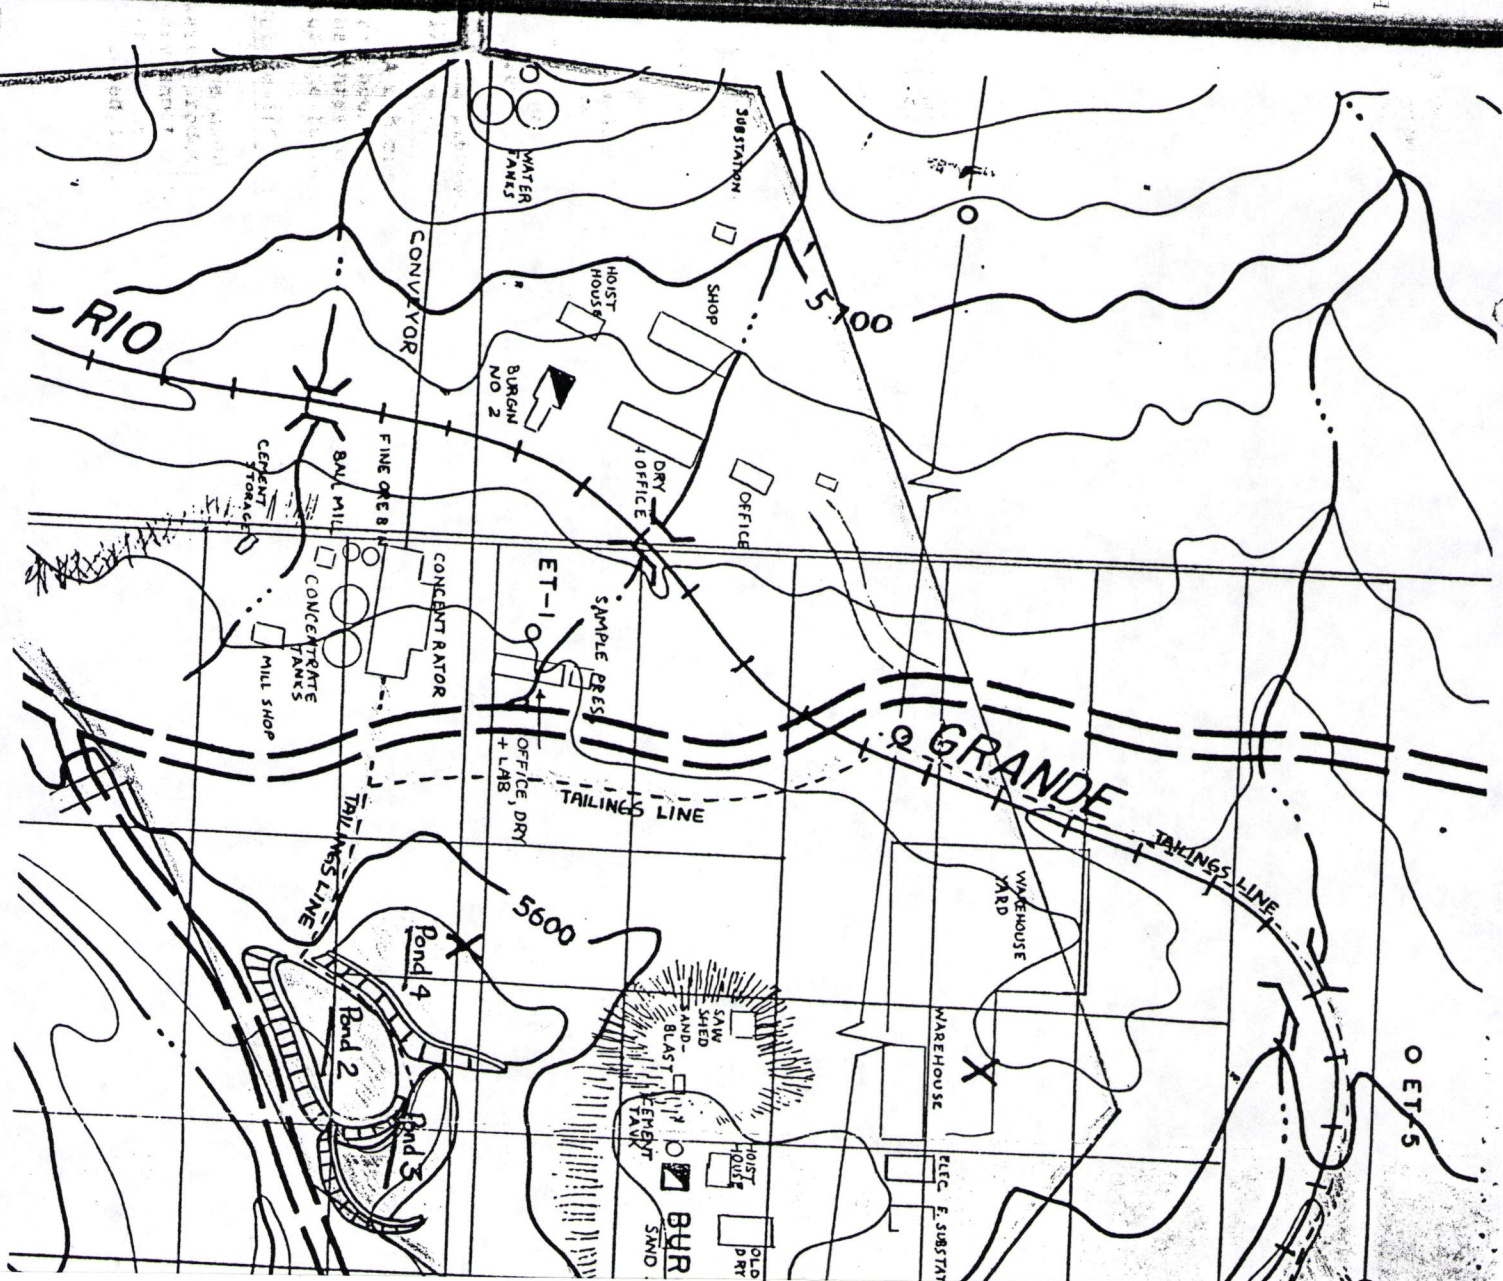 WATER
TANKS
SUBSTATION
CONVEYOR
HOIST
HOUSE
SHOP
5700
RIO
BURGIN
NO 2
DRY
+ OFFICE
OFFICE
CEMENT
STORAGE
BALL MILL
FINE ORE BIN
CONCENTRATOR
CONCENTRATE
TANKS
MILL SHOP
ET-1
SAMPLE PRES
OFFICE, DRY
+ LAB
GRANDE
TAILINGS LINE
TAILINGS LINE
TAILINGS LINE
5600
WAREHOUSE
YARD
Pond 4
Pond 2
Pond 3
SAW
SHED
SAND-
BLAST
CEMENT
WAREHOUSE
HOIST
HOUSE
ELEC
E. SUBSTAT
BUR
SAND
OLD
DRY
ET-5